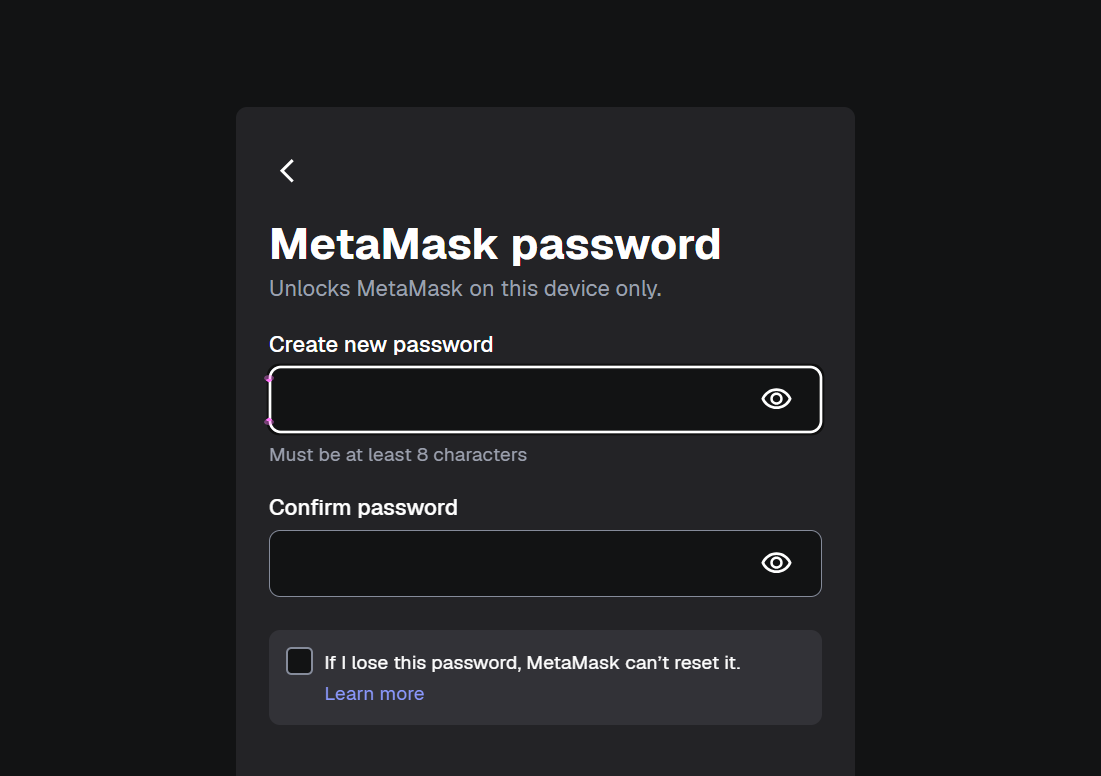 MetaMask password
Unlocks MetaMask on this device only.
Create new password
Must be at least 8 characters
Confirm password
If I lose this password, MetaMask can’t reset it.
Learn more